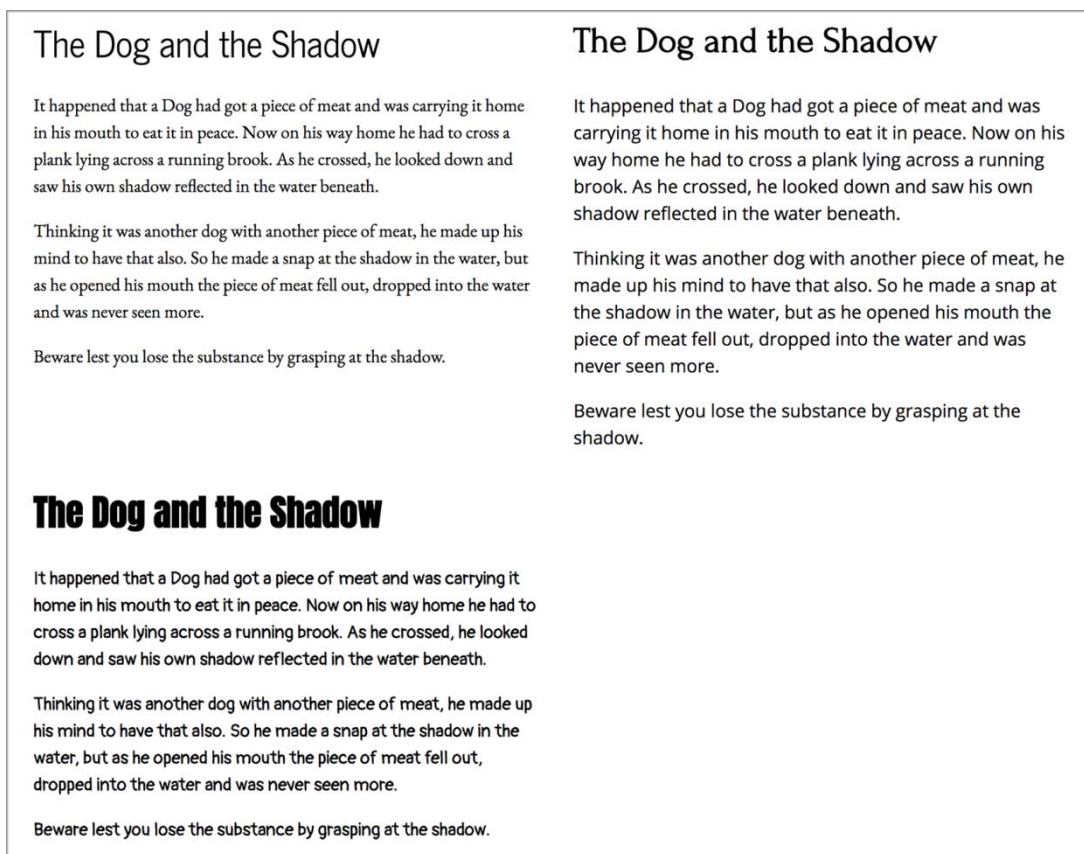 The Dog and the Shadow
It happened that a Dog had got a piece of meat and was carrying it home
in his mouth to eat it in peace. Now on his way home he had to cross a
plank lying across a running brook. As he crossed, he looked down and
saw his own shadow reflected in the water beneath.
Thinking it was another dog with another piece of meat, he made up his
mind to have that also. So he made a snap at the shadow in the water, but
as he opened his mouth the piece of meat fell out, dropped into the water
and was never seen more.
Beware lest you lose the substance by grasping at the shadow.
The Dog and the Shadow
It happened that a Dog had got a piece of meat and was
carrying it home in his mouth to eat it in peace. Now on his
way home he had to cross a plank lying across a running
brook. As he crossed, he looked down and saw his own
shadow reflected in the water beneath.
Thinking it was another dog with another piece of meat, he
made up his mind to have that also. So he made a snap at
the shadow in the water, but as he opened his mouth the
piece of meat fell out, dropped into the water and was
never seen more.
Beware lest you lose the substance by grasping at the
shadow.
The Dog and the Shadow
It happened that a Dog had got a piece of meat and was carrying it
home in his mouth to eat it in peace. Now on his way home he had to
cross a plank lying across a running brook. As he crossed, he looked
down and saw his own shadow reflected in the water beneath.
Thinking it was another dog with another piece of meat, he made up
his mind to have that also. So he made a snap at the shadow in the
water, but as he opened his mouth the piece of meat fell out,
dropped into the water and was never seen more.
Beware lest you lose the substance by grasping at the shadow.